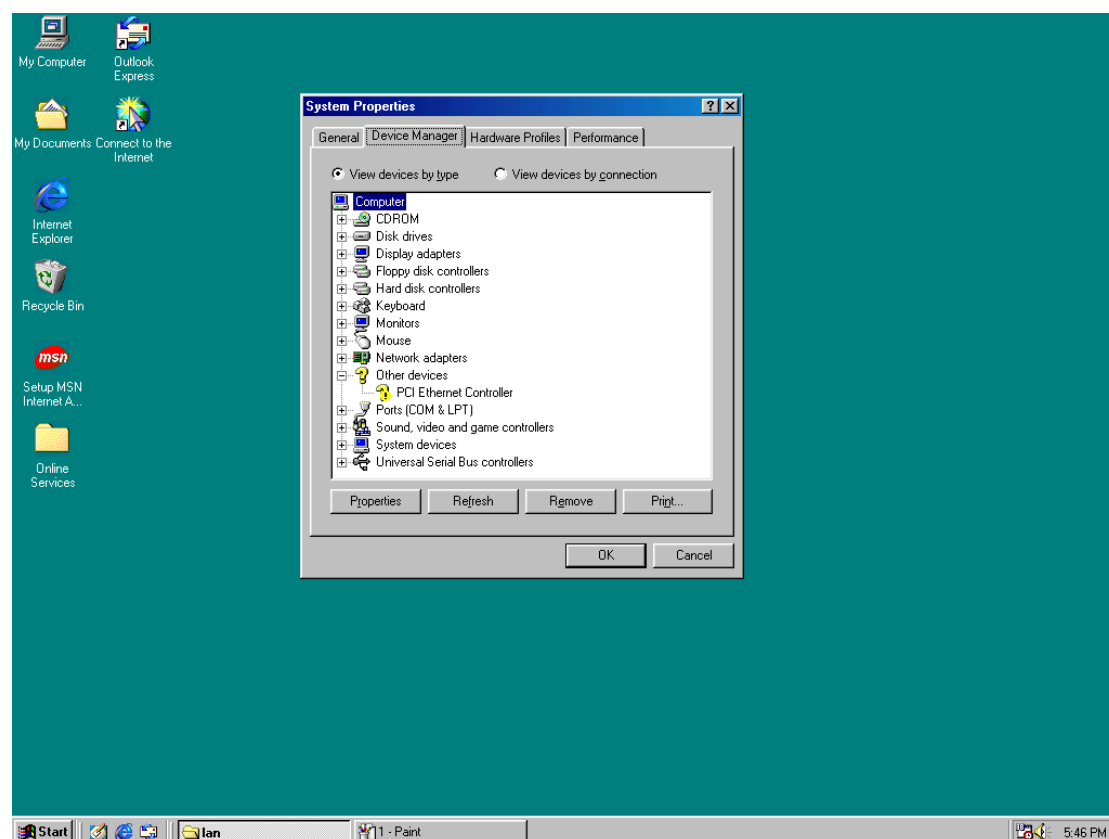 My Computer
Outlook
Express
My Documents
Connect to the
Internet
Internet
Explorer
Recycle Bin
msn
Setup MSN
Internet A...
Online
Services
System Properties
General
Device Manager
Hardware Profiles
Performance
View devices by type
View devices by connection
Computer
CDROM
Disk drives
Display adapters
Floppy disk controllers
Hard disk controllers
Keyboard
Monitors
Mouse
Network adapters
Other devices
PCI Ethernet Controller
Ports (COM & LPT)
Sound, video and game controllers
System devices
Universal Serial Bus controllers
Properties
Refresh
Remove
Print...
OK
Cancel
Start
lan
1 - Paint
5:46 PM